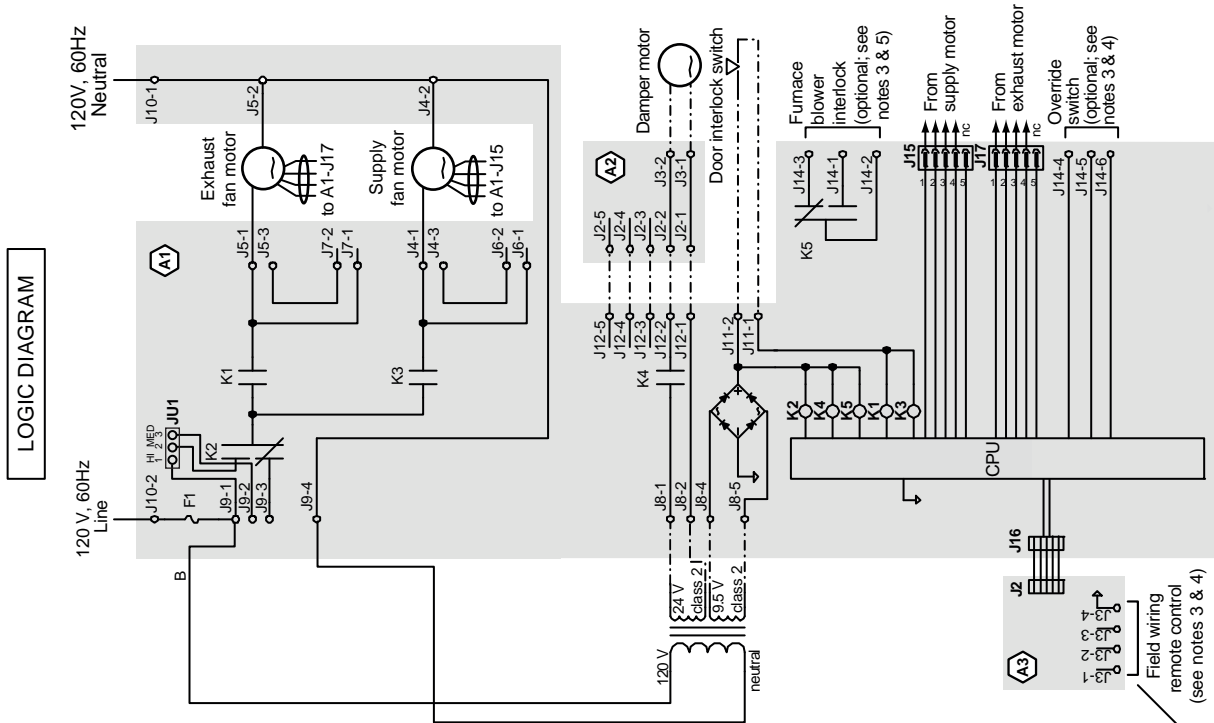 LOGIC DIAGRAM
120V, 60Hz
Neutral
J10-1
J5-2
J4-2
Exhaust
fan motor
to A1-J17
Supply
fan motor
to A1-J15
A1
J5-1
J5-3
J7-2
J7-1
J4-1
J4-3
J6-2
J6-1
K1
K3
JU1
HI MED
1 2 3
K2
120 V, 60Hz
Line
J10-2
F1
J9-1
J9-2
J9-3
J9-4
B
Damper motor
Door interlock switch
A2
J3-2
J3-1
J2-5
J2-4
J2-3
J2-2
J2-1
J12-5
J12-4
J12-3
J12-2
J12-1
K4
J11-2
J11-1
J8-1
J8-2
J8-4
J8-5
24 V
class 2
9.5 V
class 2
120 V
neutral
Furnace
blower
interlock
(optional; see
notes 3 & 5)
J14-3
J14-1
J14-2
K5
From
supply motor
nc
J15
1 2 3 4 5
From
exhaust motor
nc
J17
1 2 3 4 5
Override
switch
(optional; see
notes 3 & 4)
J14-4
J14-5
J14-6
K2
K4
K5
K1
K3
CPU
J16
J2
A3
J3-4
J3-3
J3-2
J3-1
Field wiring
remote control
(see notes 3 & 4)